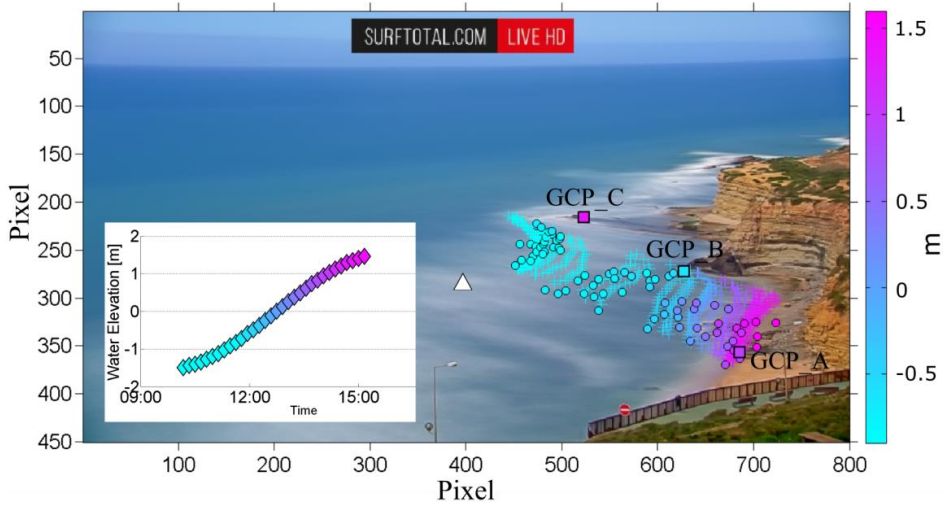 SURFTOTAL.COM LIVE HD
50
100
150
200
250
300
350
400
450
Pixel
100 200 300 400 500 600 700 800
Pixel
GCP_C
GCP_B
GCP_A
2
1
0
-1
-2
Water Elevation [m]
09:00 12:00 15:00
Time
1.5
1
0.5
0
-0.5
m